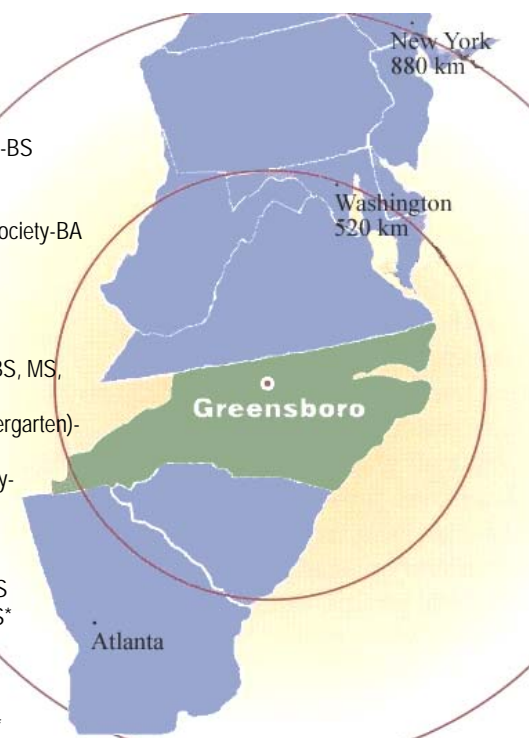 New York
880 km
-BS
Washington
520 km
ociety-BA
BS, MS,
Greensboro
ergarten)-
y-
S
S*
Atlanta